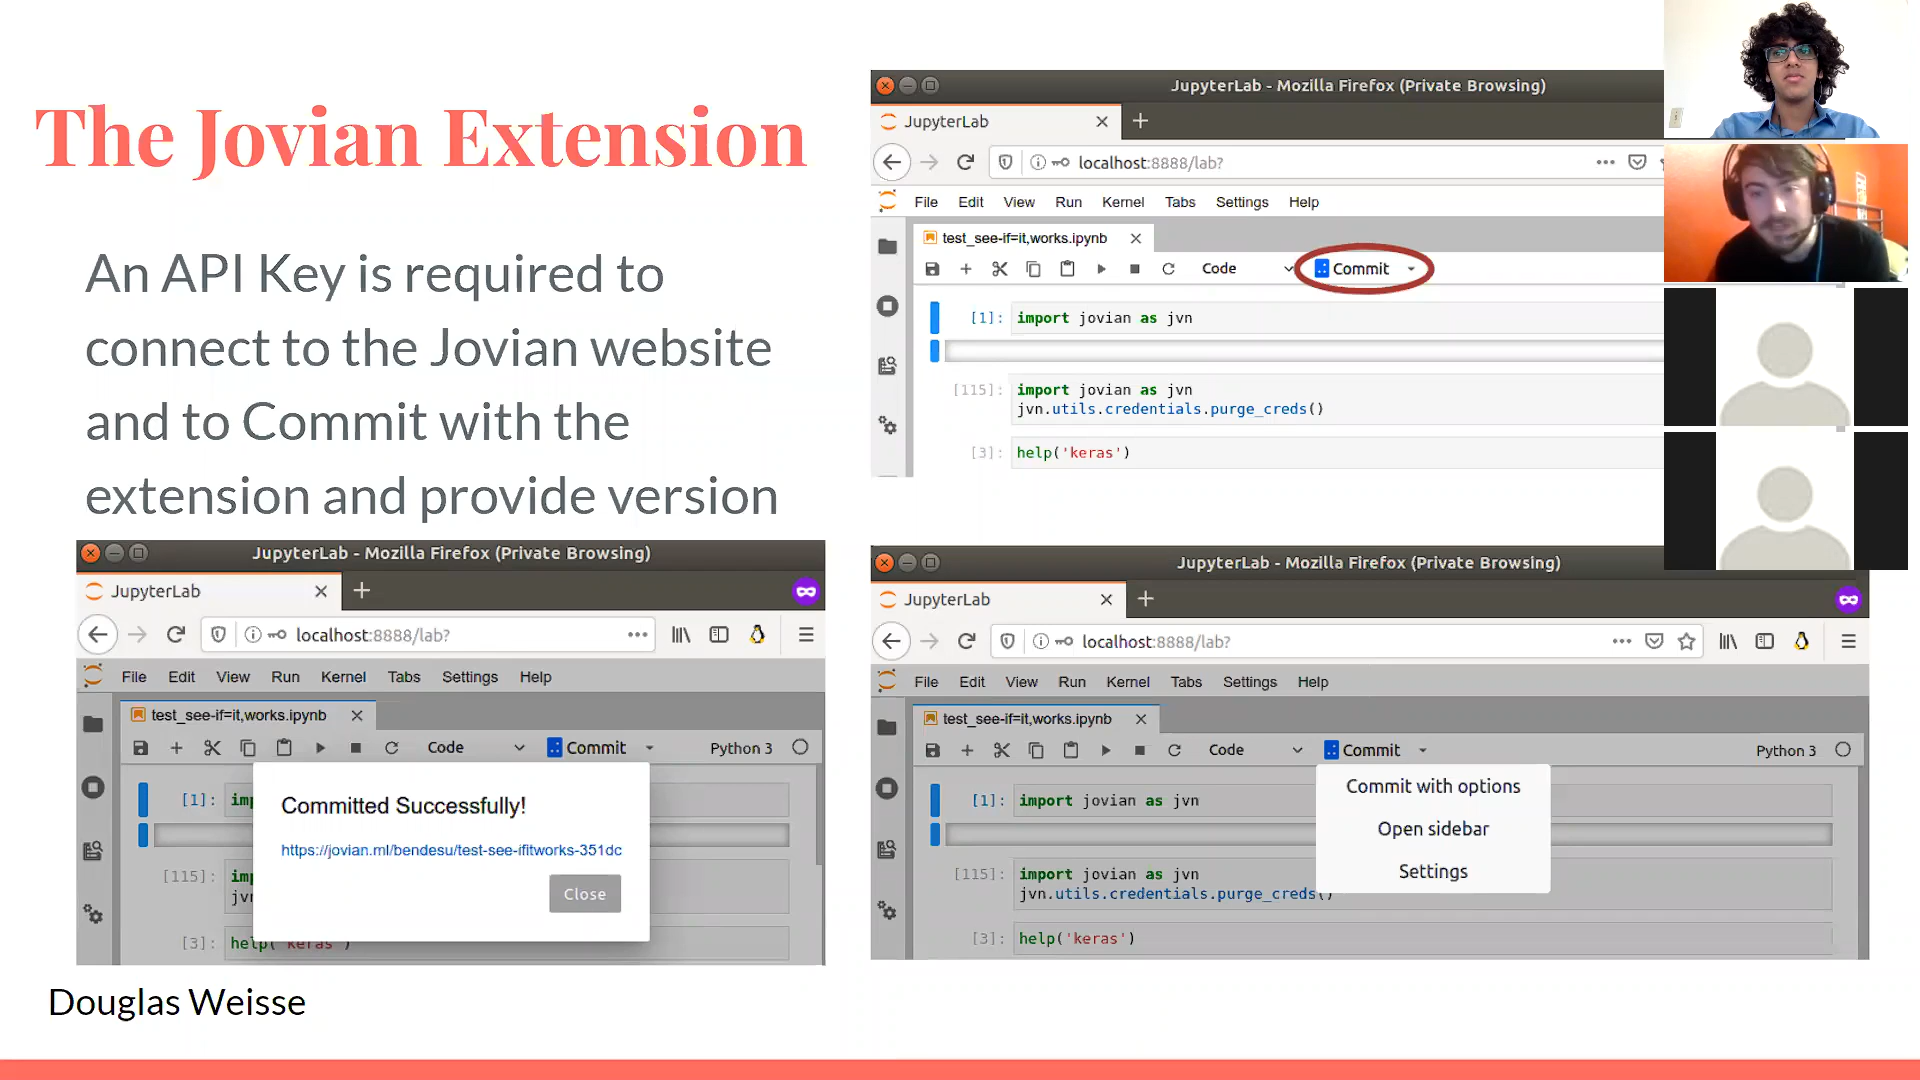 The Jovian Extension
An API Key is required to
connect to the Jovian website
and to Commit with the
extension and provide version
JupyterLab - Mozilla Firefox (Private Browsing)
JupyterLab
localhost:8888/lab?
File Edit View Run Kernel Tabs Settings Help
test_see-if=it,works.ipynb
Code Commit
[1]: import jovian as jvn
[115]: import jovian as jvn
jvn.utils.credentials.purge_creds()
[3]: help('keras')
JupyterLab - Mozilla Firefox (Private Browsing)
JupyterLab
localhost:8888/lab?
File Edit View Run Kernel Tabs Settings Help
test_see-if=it,works.ipynb
Code Commit Python 3
[1]: imp
Committed Successfully!
https://jovian.ml/bendesu/test-see-ifitworks-351dc
[115]: imp
jv
Close
[3]: help('keras')
JupyterLab - Mozilla Firefox (Private Browsing)
JupyterLab
localhost:8888/lab?
File Edit View Run Kernel Tabs Settings Help
test_see-if=it,works.ipynb
Code Commit Python 3
Commit with options
Open sidebar
Settings
[1]: import jovian as jvn
[115]: import jovian as jvn
jvn.utils.credentials.purge_creds()
[3]: help('keras')
Douglas Weisse